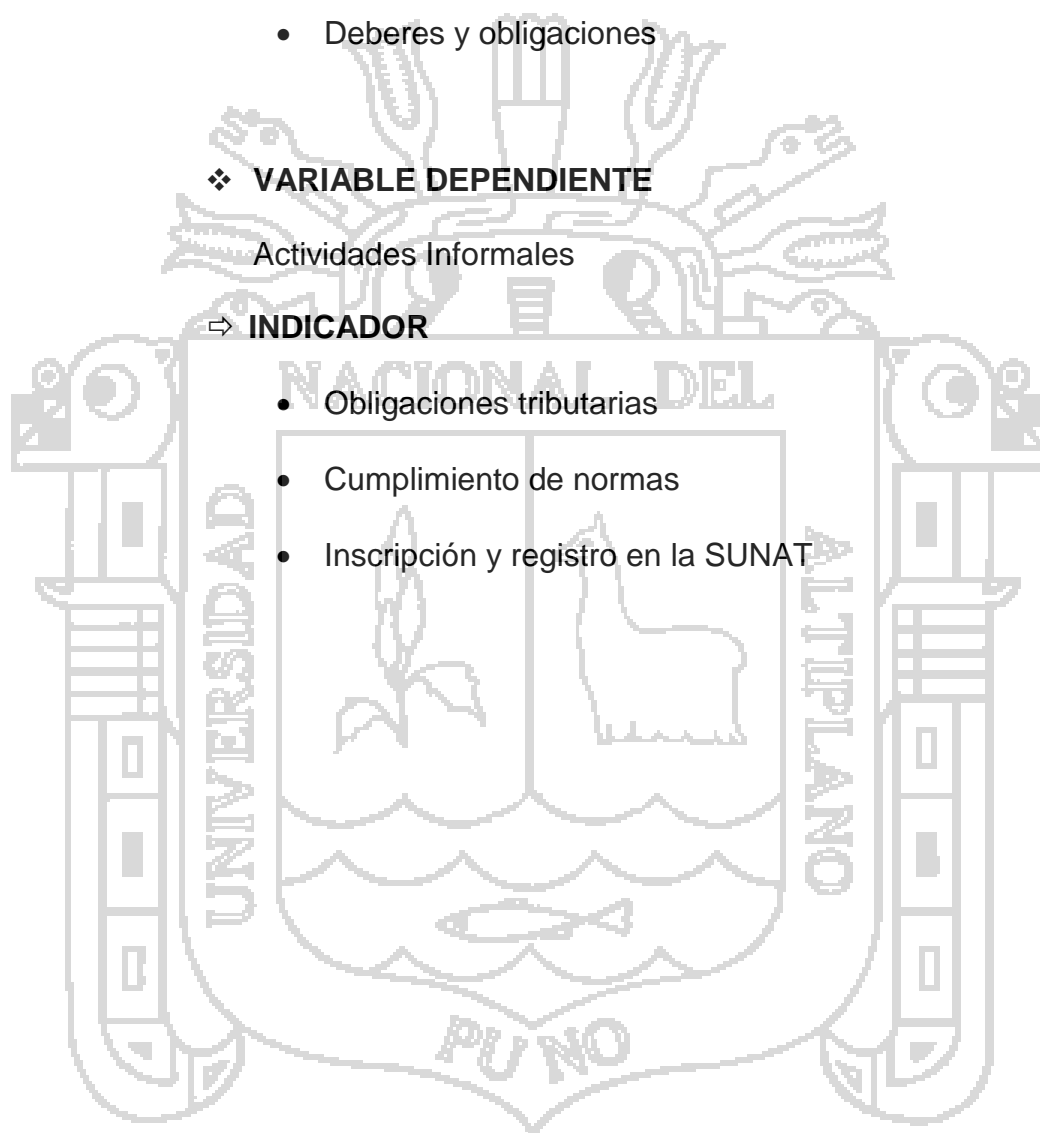 • Deberes y obligaciones
❖ VARIABLE DEPENDIENTE
Actividades Informales
⇨ INDICADOR
NACIONAL DEL
• Obligaciones tributarias
• Cumplimiento de normas
• Inscripción y registro en la SUNAT
UNIVERSIDAD
ALTIPLANO
PUNO